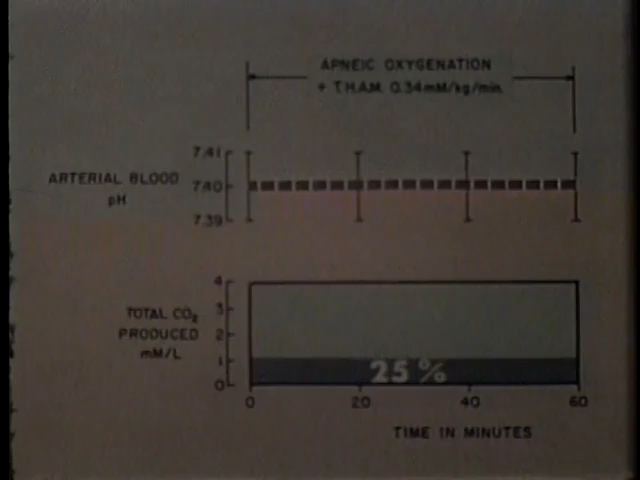 APNEIC OXYGENATION
+ T.H.A.M. 0.34mM/kg/min.
7.41
ARTERIAL BLOOD
7.40
pH
7.39
4
TOTAL CO₂
3
PRODUCED
2
mM/L
1
25%
0
0 20 40 60
TIME IN MINUTES